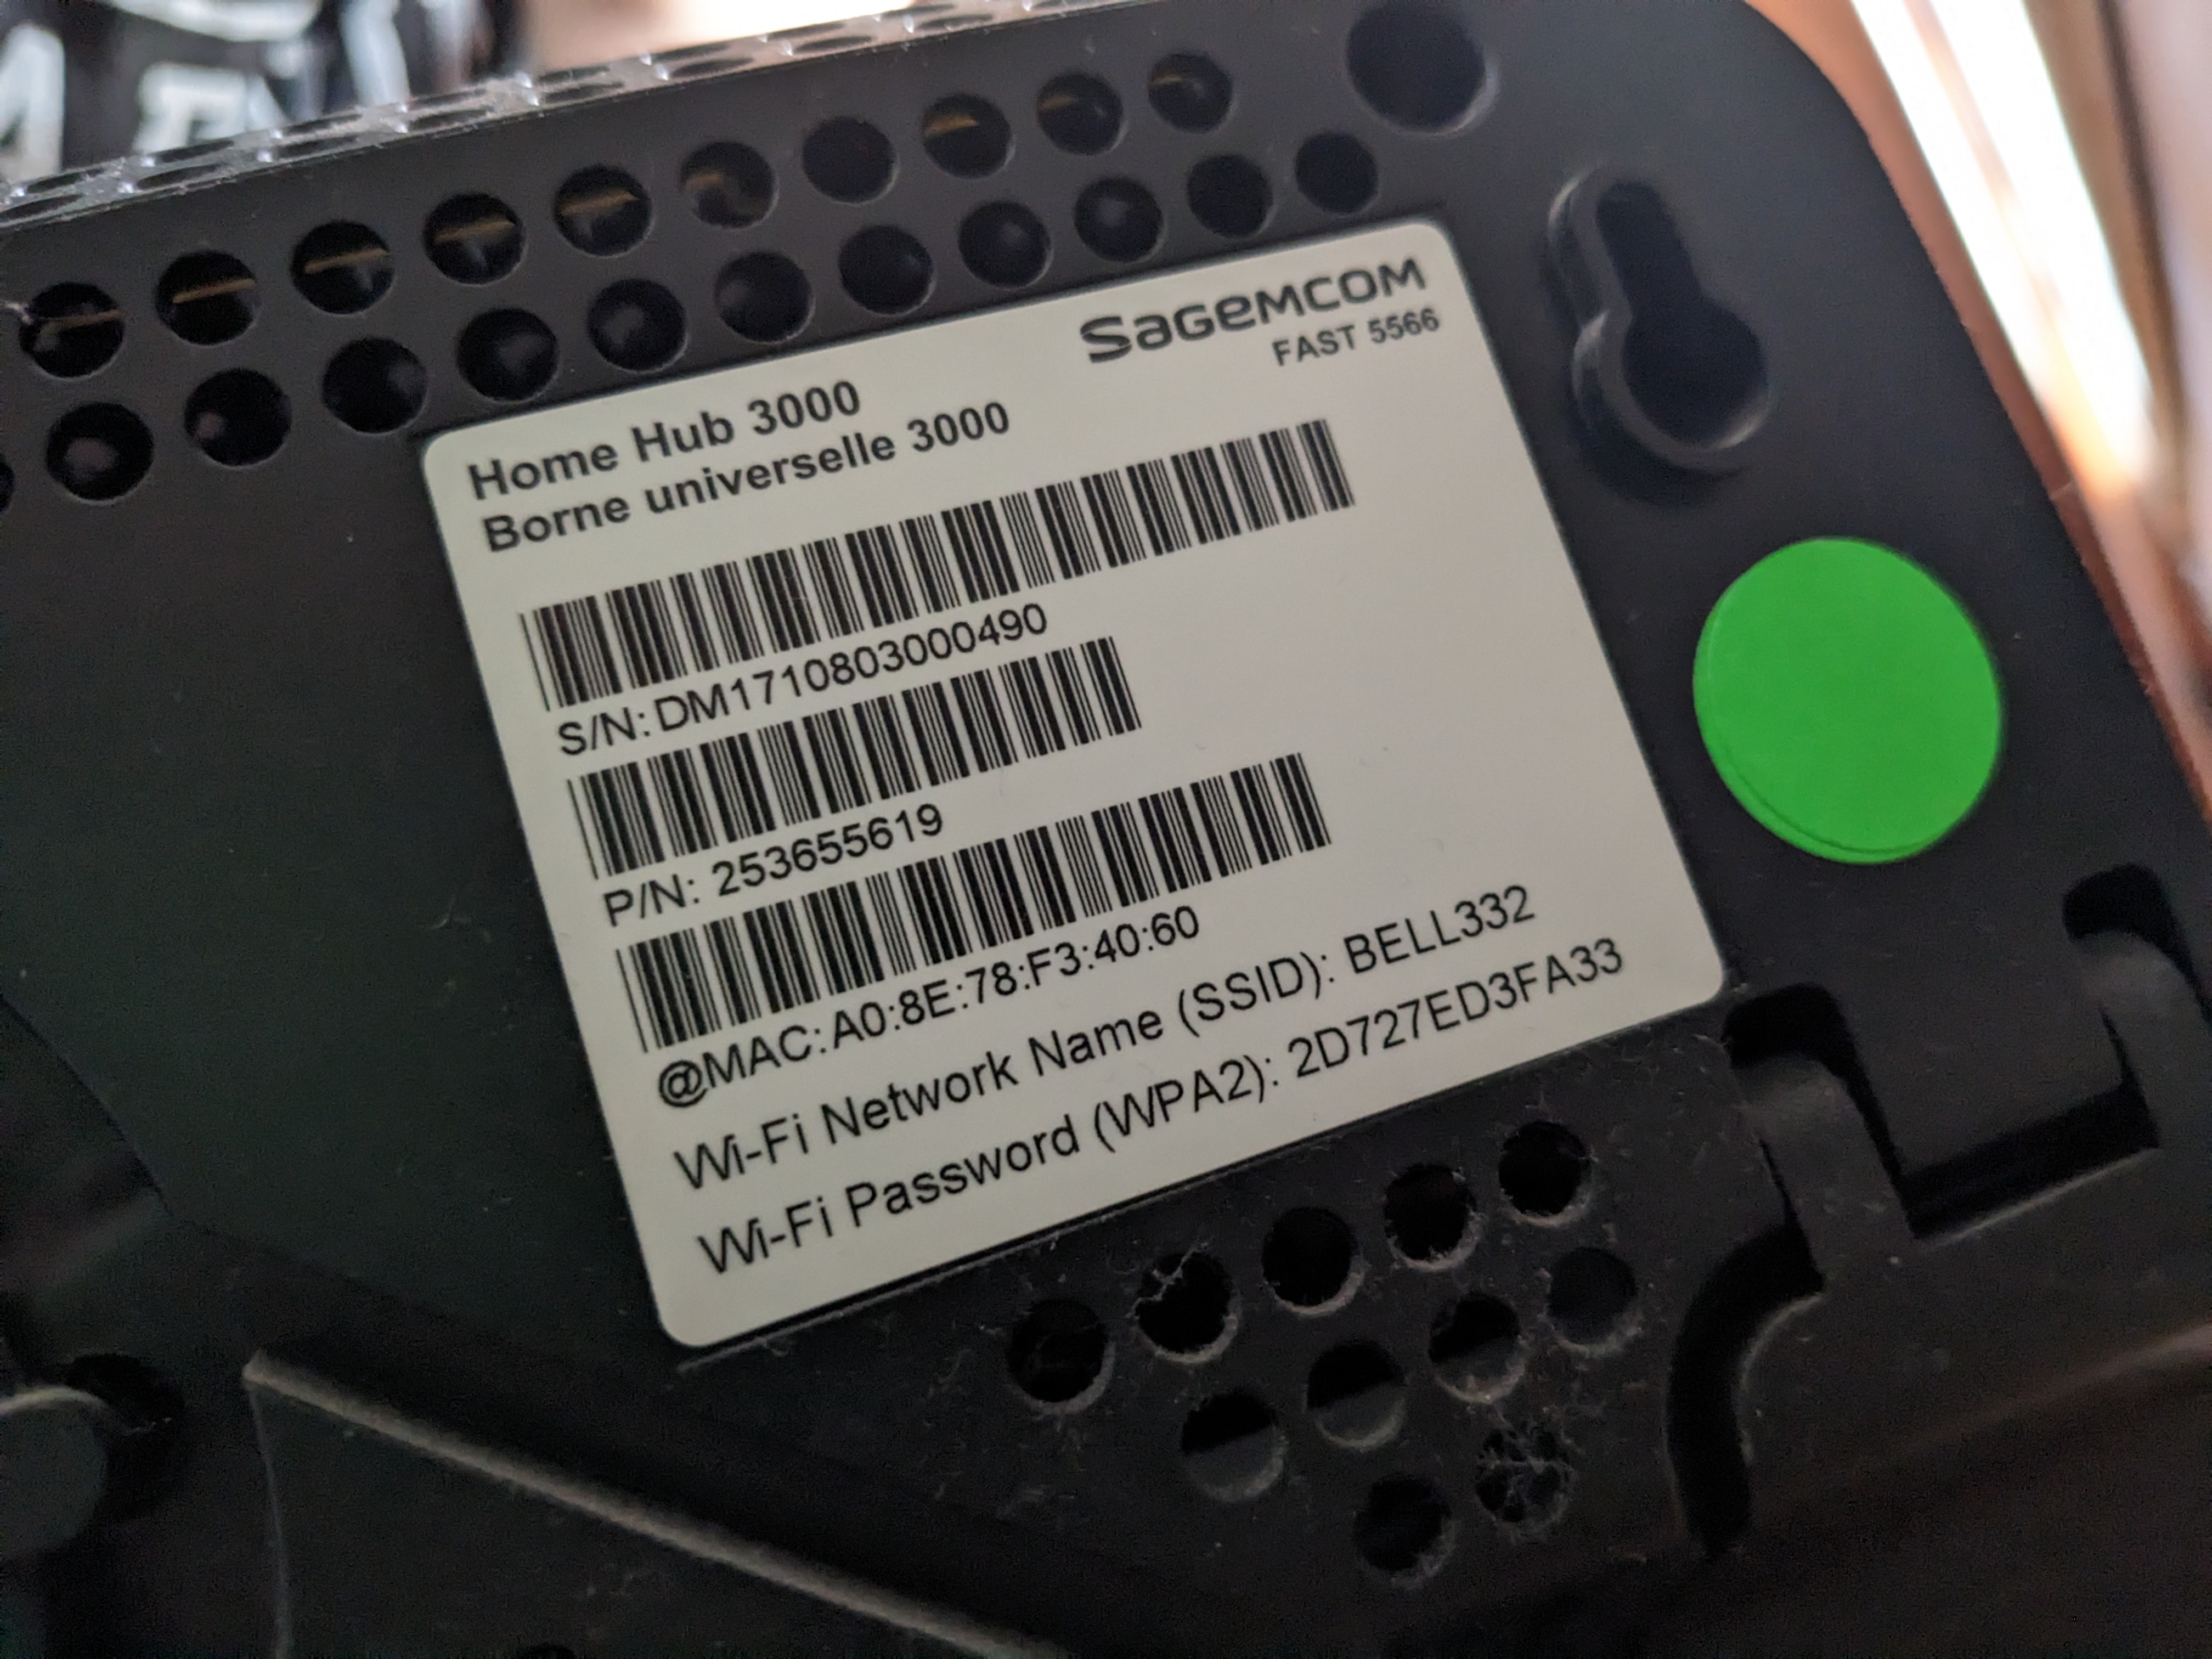 Sagemcom
FAST 5566
Home Hub 3000
Borne universelle 3000
S/N: DM1710803000490
P/N: 253655619
@MAC: A0:8E:78:F3:40:60
Wi-Fi Network Name (SSID): BELL332
Wi-Fi Password (WPA2): 2D727ED3FA33